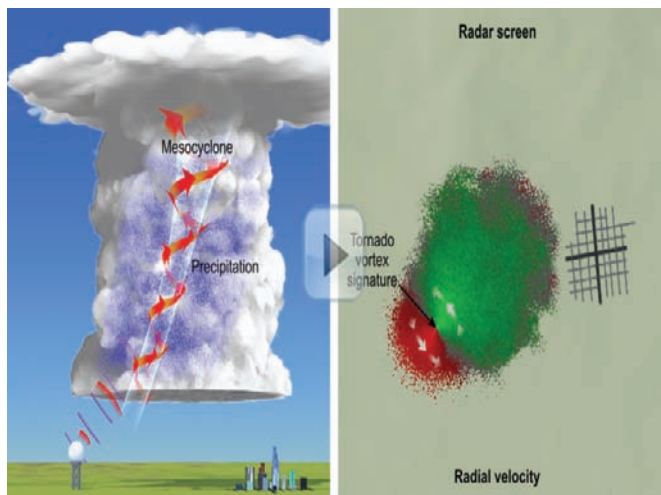 Mesocyclone
Precipitation
Radar screen
Tornado
vortex
signature
Radial velocity